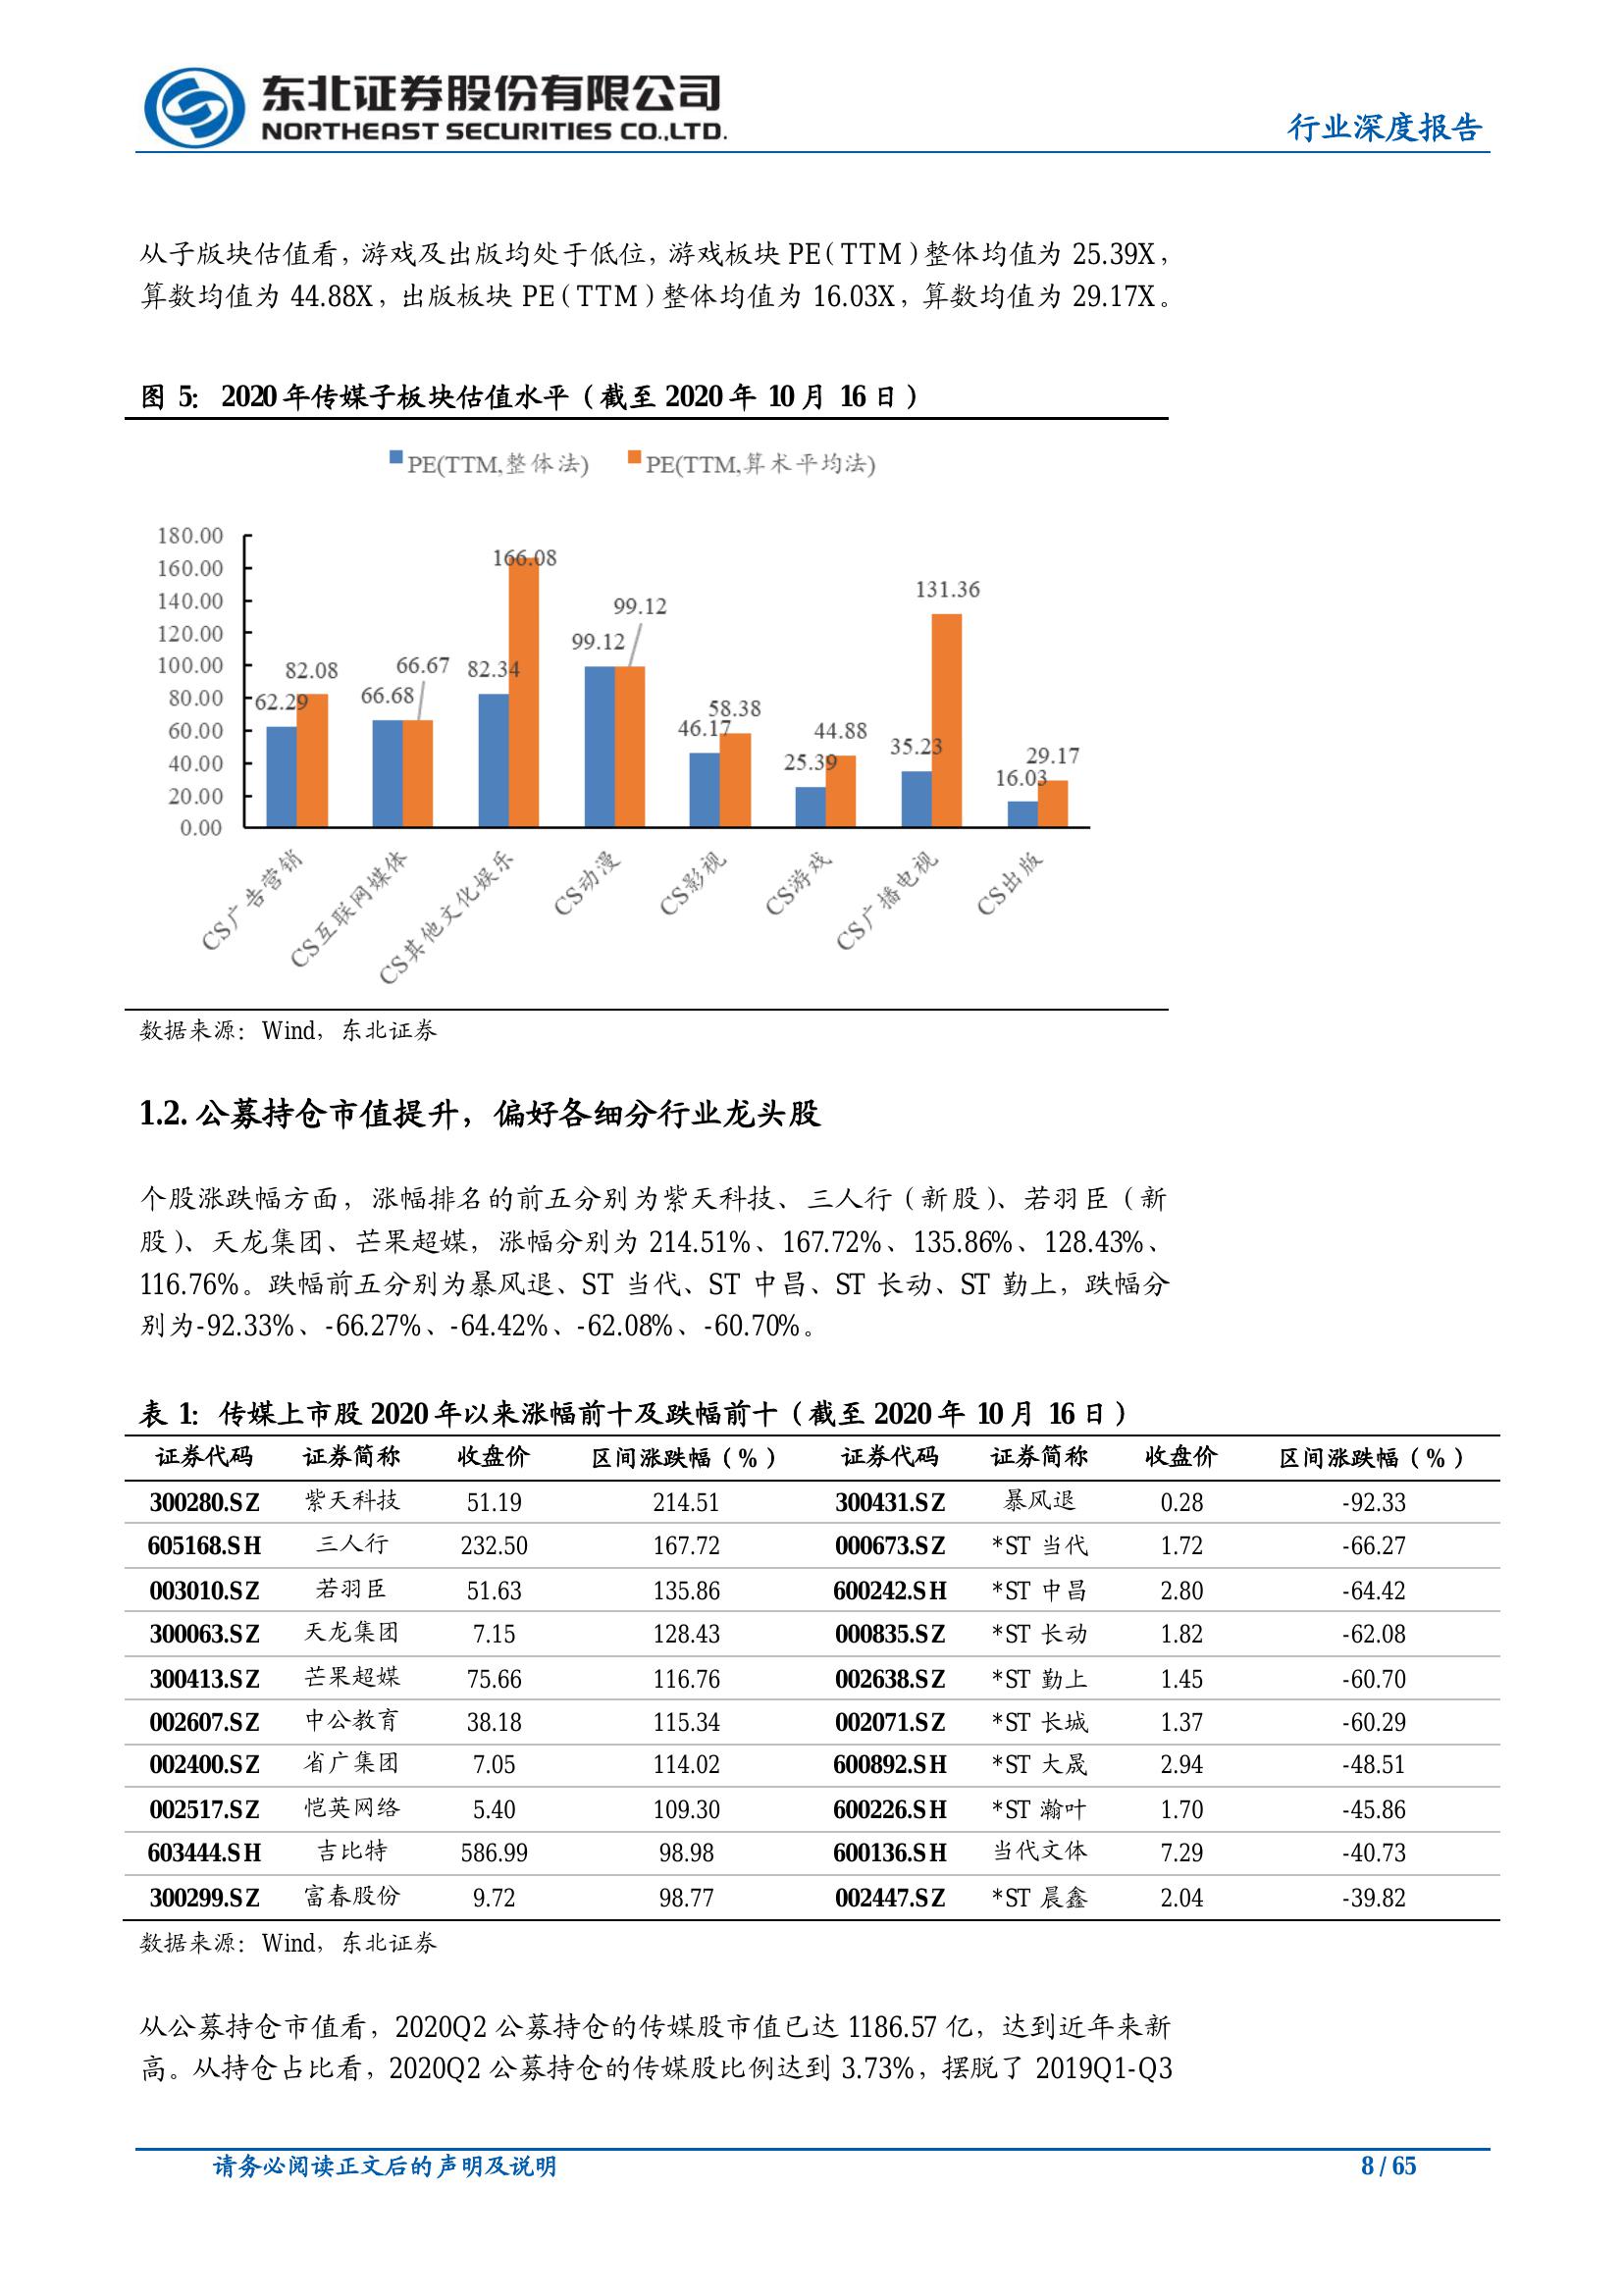 东北证券股份有限公司
NORTHEAST SECURITIES CO.,LTD.
行业深度报告
从子版块估值看，游戏及出版均处于低位，游戏板块 PE（TTM）整体均值为 25.39X，
算数均值为 44.88X，出版板块 PE（TTM）整体均值为 16.03X，算数均值为 29.17X。
图 5： 2020 年传媒子板块估值水平（截至 2020 年 10 月 16 日）
PE(TTM,整体法) PE(TTM,算术平均法)
180.00
160.00
140.00
120.00
100.00
80.00
60.00
40.00
20.00
0.00
62.29 82.08
66.68 66.67
82.34 166.08
99.12 99.12
46.17 58.38
25.39 44.88
35.23 131.36
16.03 29.17
CS广告营销
CS互联网媒体
CS其他文化娱乐
CS动漫
CS影视
CS游戏
CS广播电视
CS出版
数据来源：Wind，东北证券
1.2. 公募持仓市值提升，偏好各细分行业龙头股
个股涨跌幅方面，涨幅排名的前五分别为紫天科技、三人行（新股）、若羽臣（新
股）、天龙集团、芒果超媒，涨幅分别为 214.51%、167.72%、135.86%、128.43%、
116.76%。跌幅前五分别为暴风退、ST 当代、ST 中昌、ST 长动、ST 勤上，跌幅分
别为-92.33%、-66.27%、-64.42%、-62.08%、-60.70%。
表 1： 传媒上市股 2020 年以来涨幅前十及跌幅前十（截至 2020 年 10 月 16 日）
证券代码 证券简称 收盘价 区间涨跌幅（%） 证券代码 证券简称 收盘价 区间涨跌幅（%）
300280.SZ 紫天科技 51.19 214.51 300431.SZ 暴风退 0.28 -92.33
605168.SH 三人行 232.50 167.72 000673.SZ *ST 当代 1.72 -66.27
003010.SZ 若羽臣 51.63 135.86 600242.SH *ST 中昌 2.80 -64.42
300063.SZ 天龙集团 7.15 128.43 000835.SZ *ST 长动 1.82 -62.08
300413.SZ 芒果超媒 75.66 116.76 002638.SZ *ST 勤上 1.45 -60.70
002607.SZ 中公教育 38.18 115.34 002071.SZ *ST 长城 1.37 -60.29
002400.SZ 省广集团 7.05 114.02 600892.SH *ST 大晟 2.94 -48.51
002517.SZ 恺英网络 5.40 109.30 600226.SH *ST 瀚叶 1.70 -45.86
603444.SH 吉比特 586.99 98.98 600136.SH 当代文体 7.29 -40.73
300299.SZ 富春股份 9.72 98.77 002447.SZ *ST 晨鑫 2.04 -39.82
数据来源：Wind，东北证券
从公募持仓市值看，2020Q2 公募持仓的传媒股市值已达 1186.57 亿，达到近年来新
高。从持仓占比看，2020Q2 公募持仓的传媒股比例达到 3.73%，摆脱了 2019Q1-Q3
请务必阅读正文后的声明及说明
8 / 65